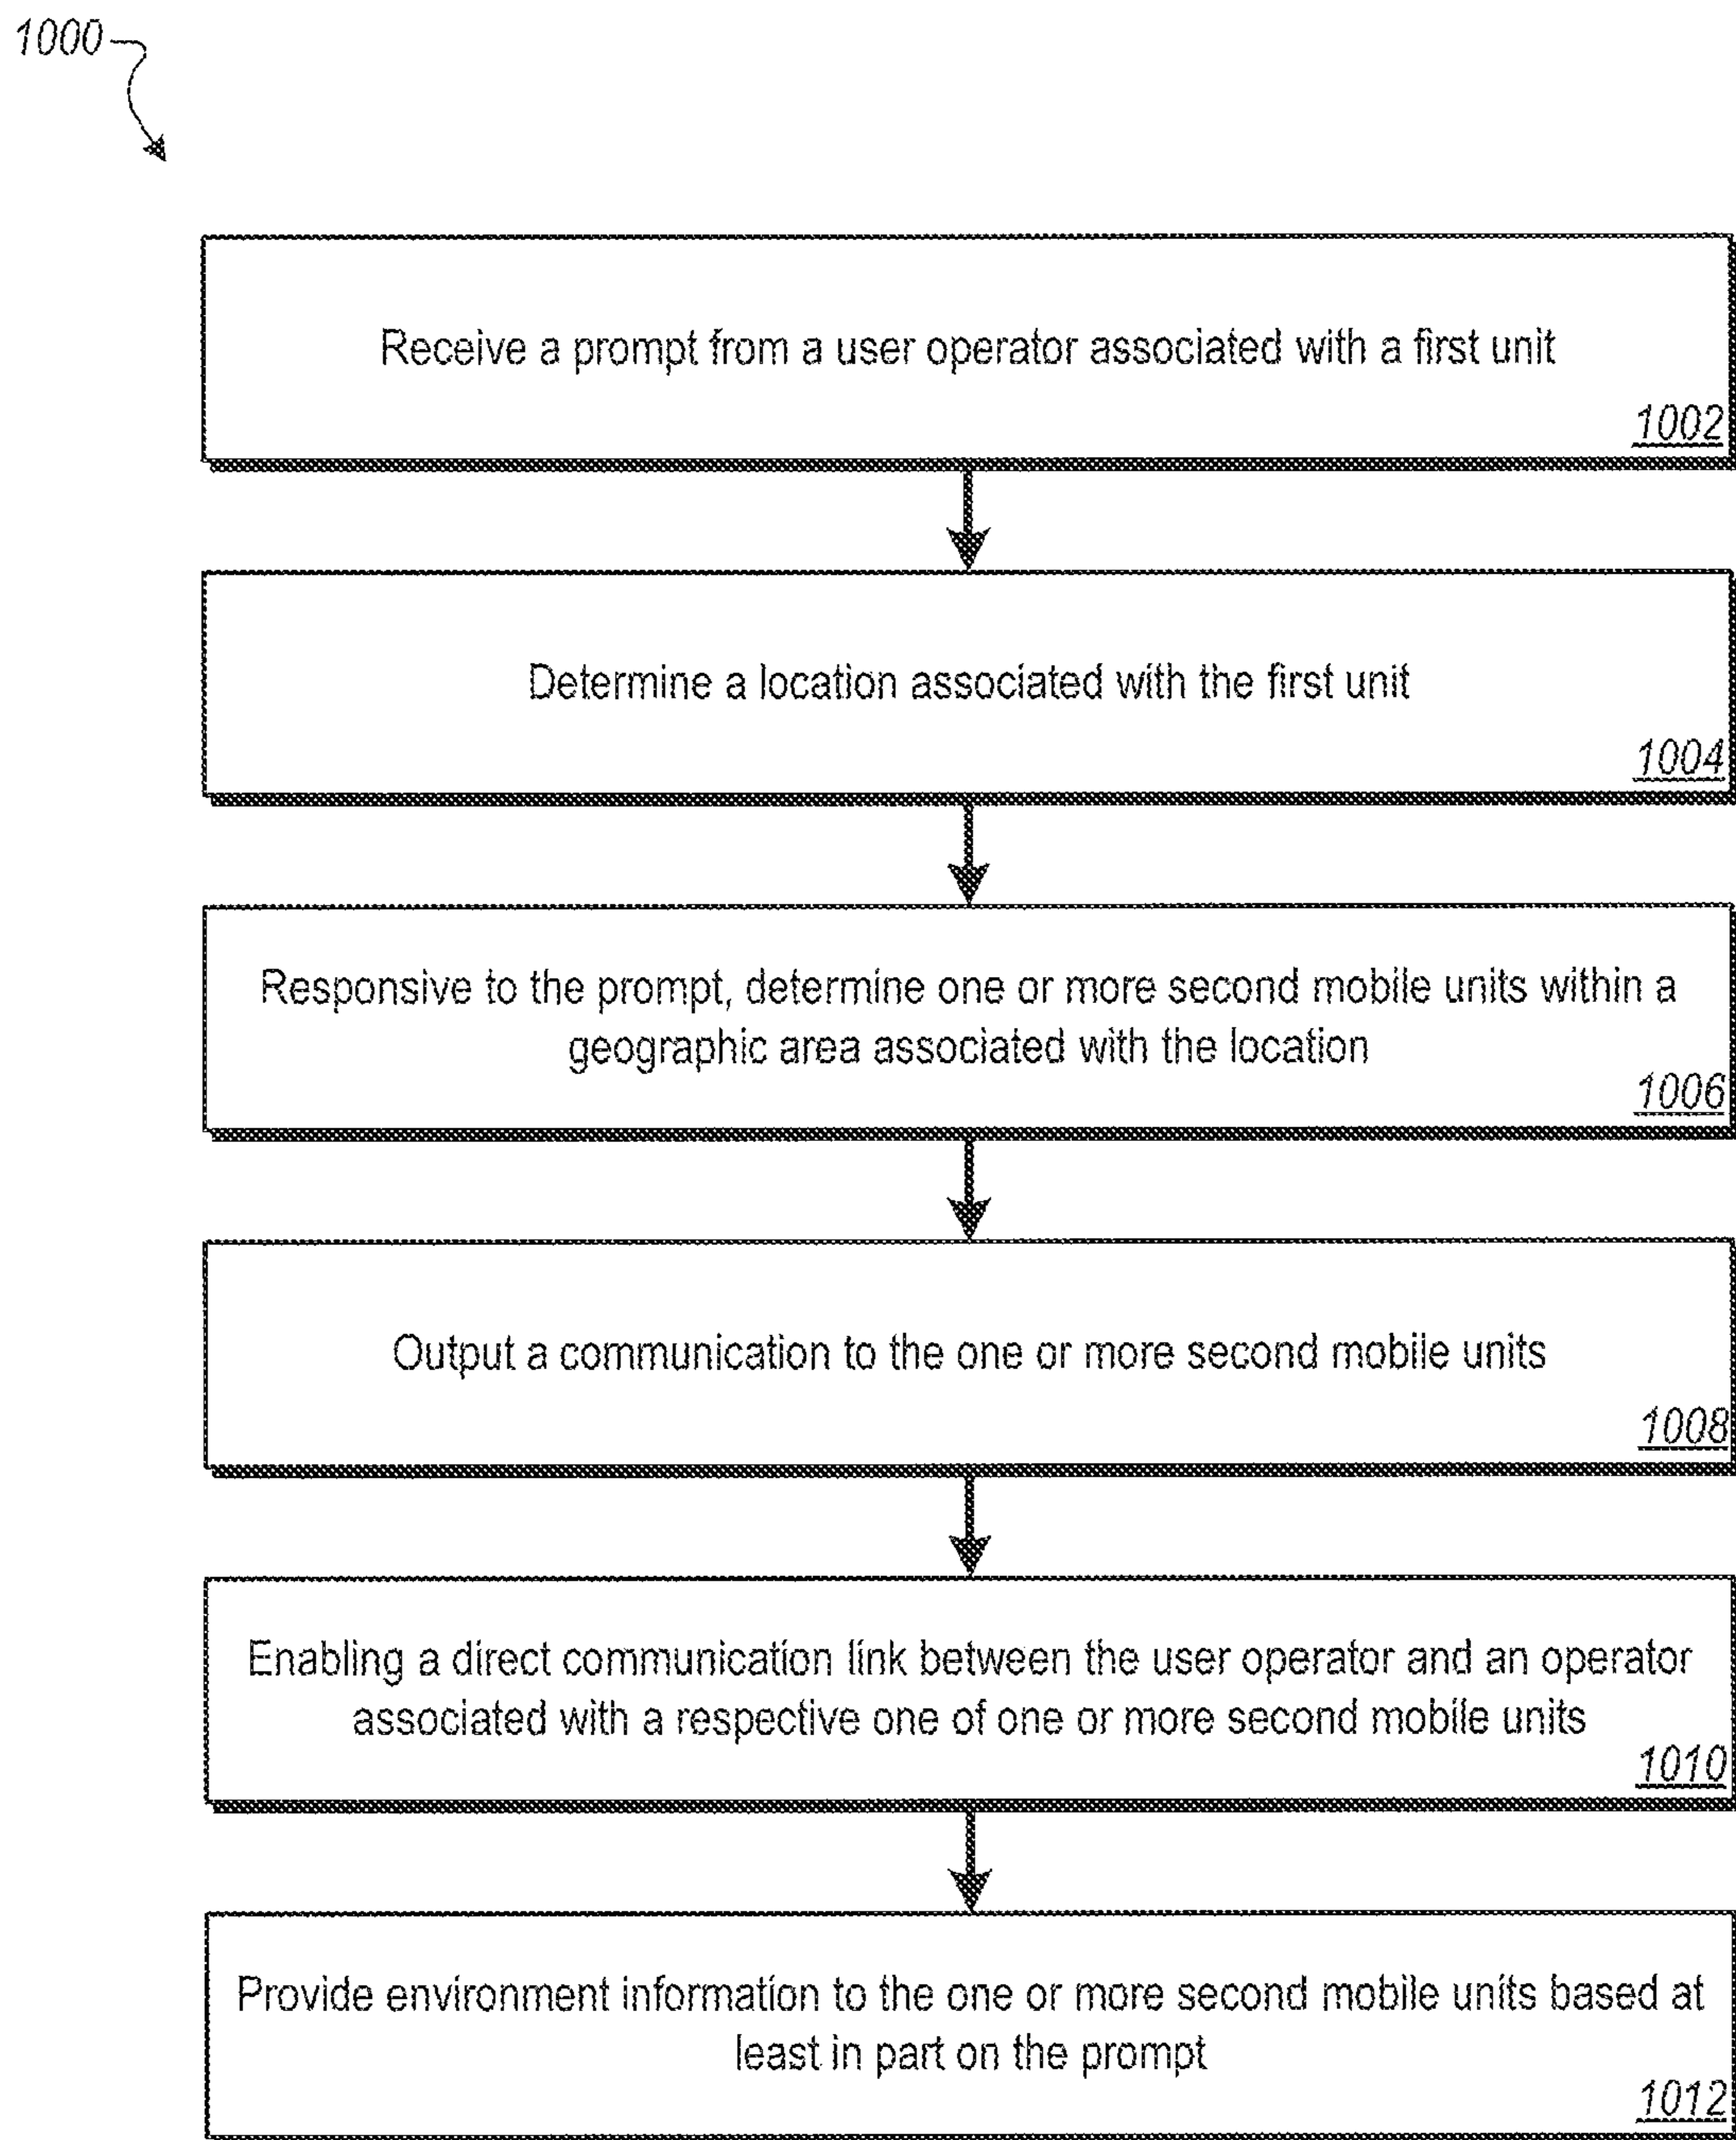 1000
Receive a prompt from a user operator associated with a first unit
1002
Determine a location associated with the first unit
1004
Responsive to the prompt, determine one or more second mobile units within a
geographic area associated with the location
1006
Output a communication to the one or more second mobile units
1008
Enabling a direct communication link between the user operator and an operator
associated with a respective one of one or more second mobile units
1010
Provide environment information to the one or more second mobile units based at
least in part on the prompt
1012